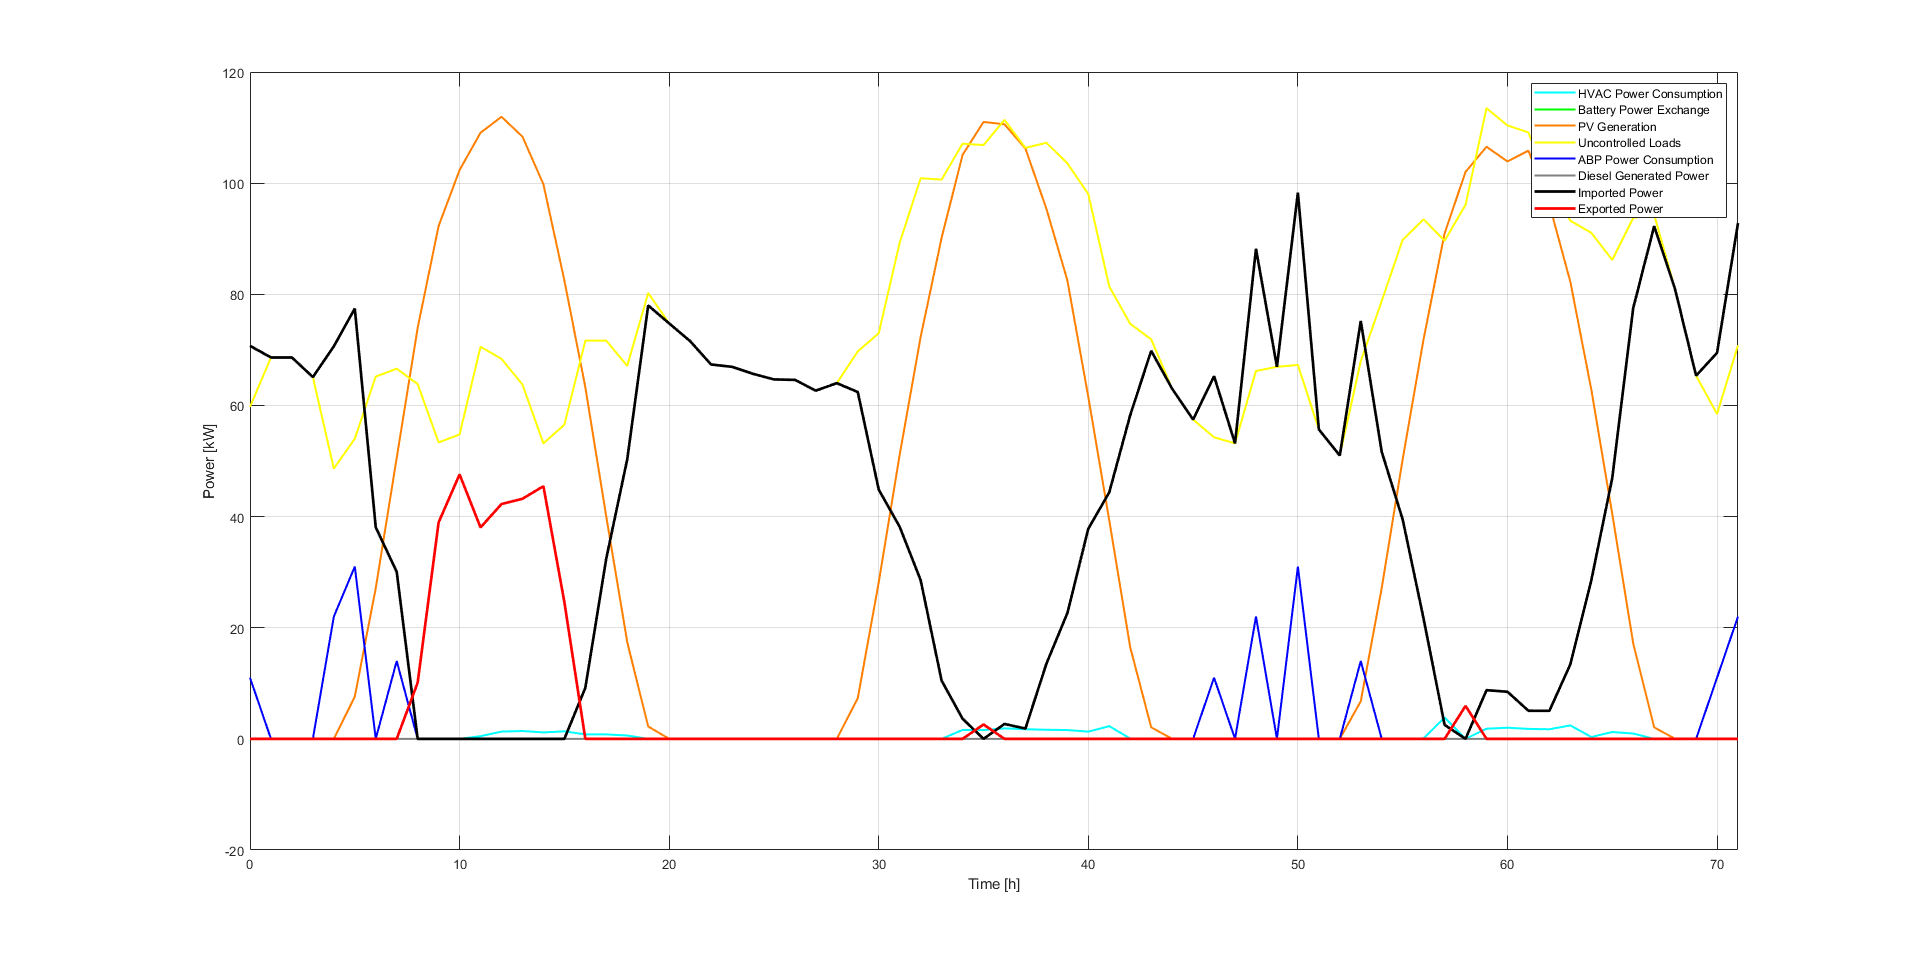 120
100
80
60
40
20
0
-20
Power [kW]
0 10 20 30 40 50 60 70
Time [h]
HVAC Power Consumption
Battery Power Exchange
PV Generation
Uncontrolled Loads
ABP Power Consumption
Diesel Generated Power
Imported Power
Exported Power